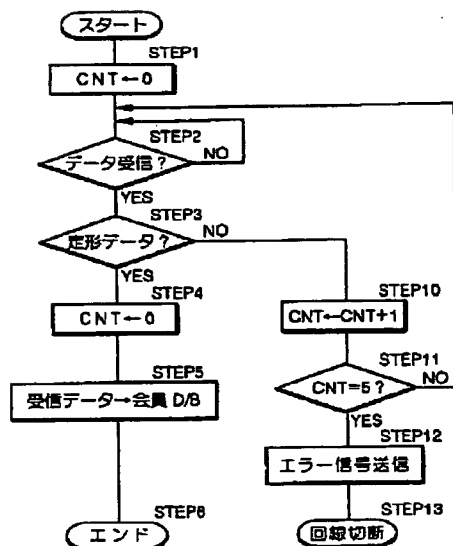 スタート
STEP1
CNT←0
STEP2
データ受信?
NO
YES
STEP3
定形データ?
NO
YES
STEP4
CNT←0
STEP5
受信データ→会員D/B
STEP6
エンド
STEP10
CNT←CNT+1
STEP11
CNT=5?
NO
YES
STEP12
エラー信号送信
STEP13
回線切断